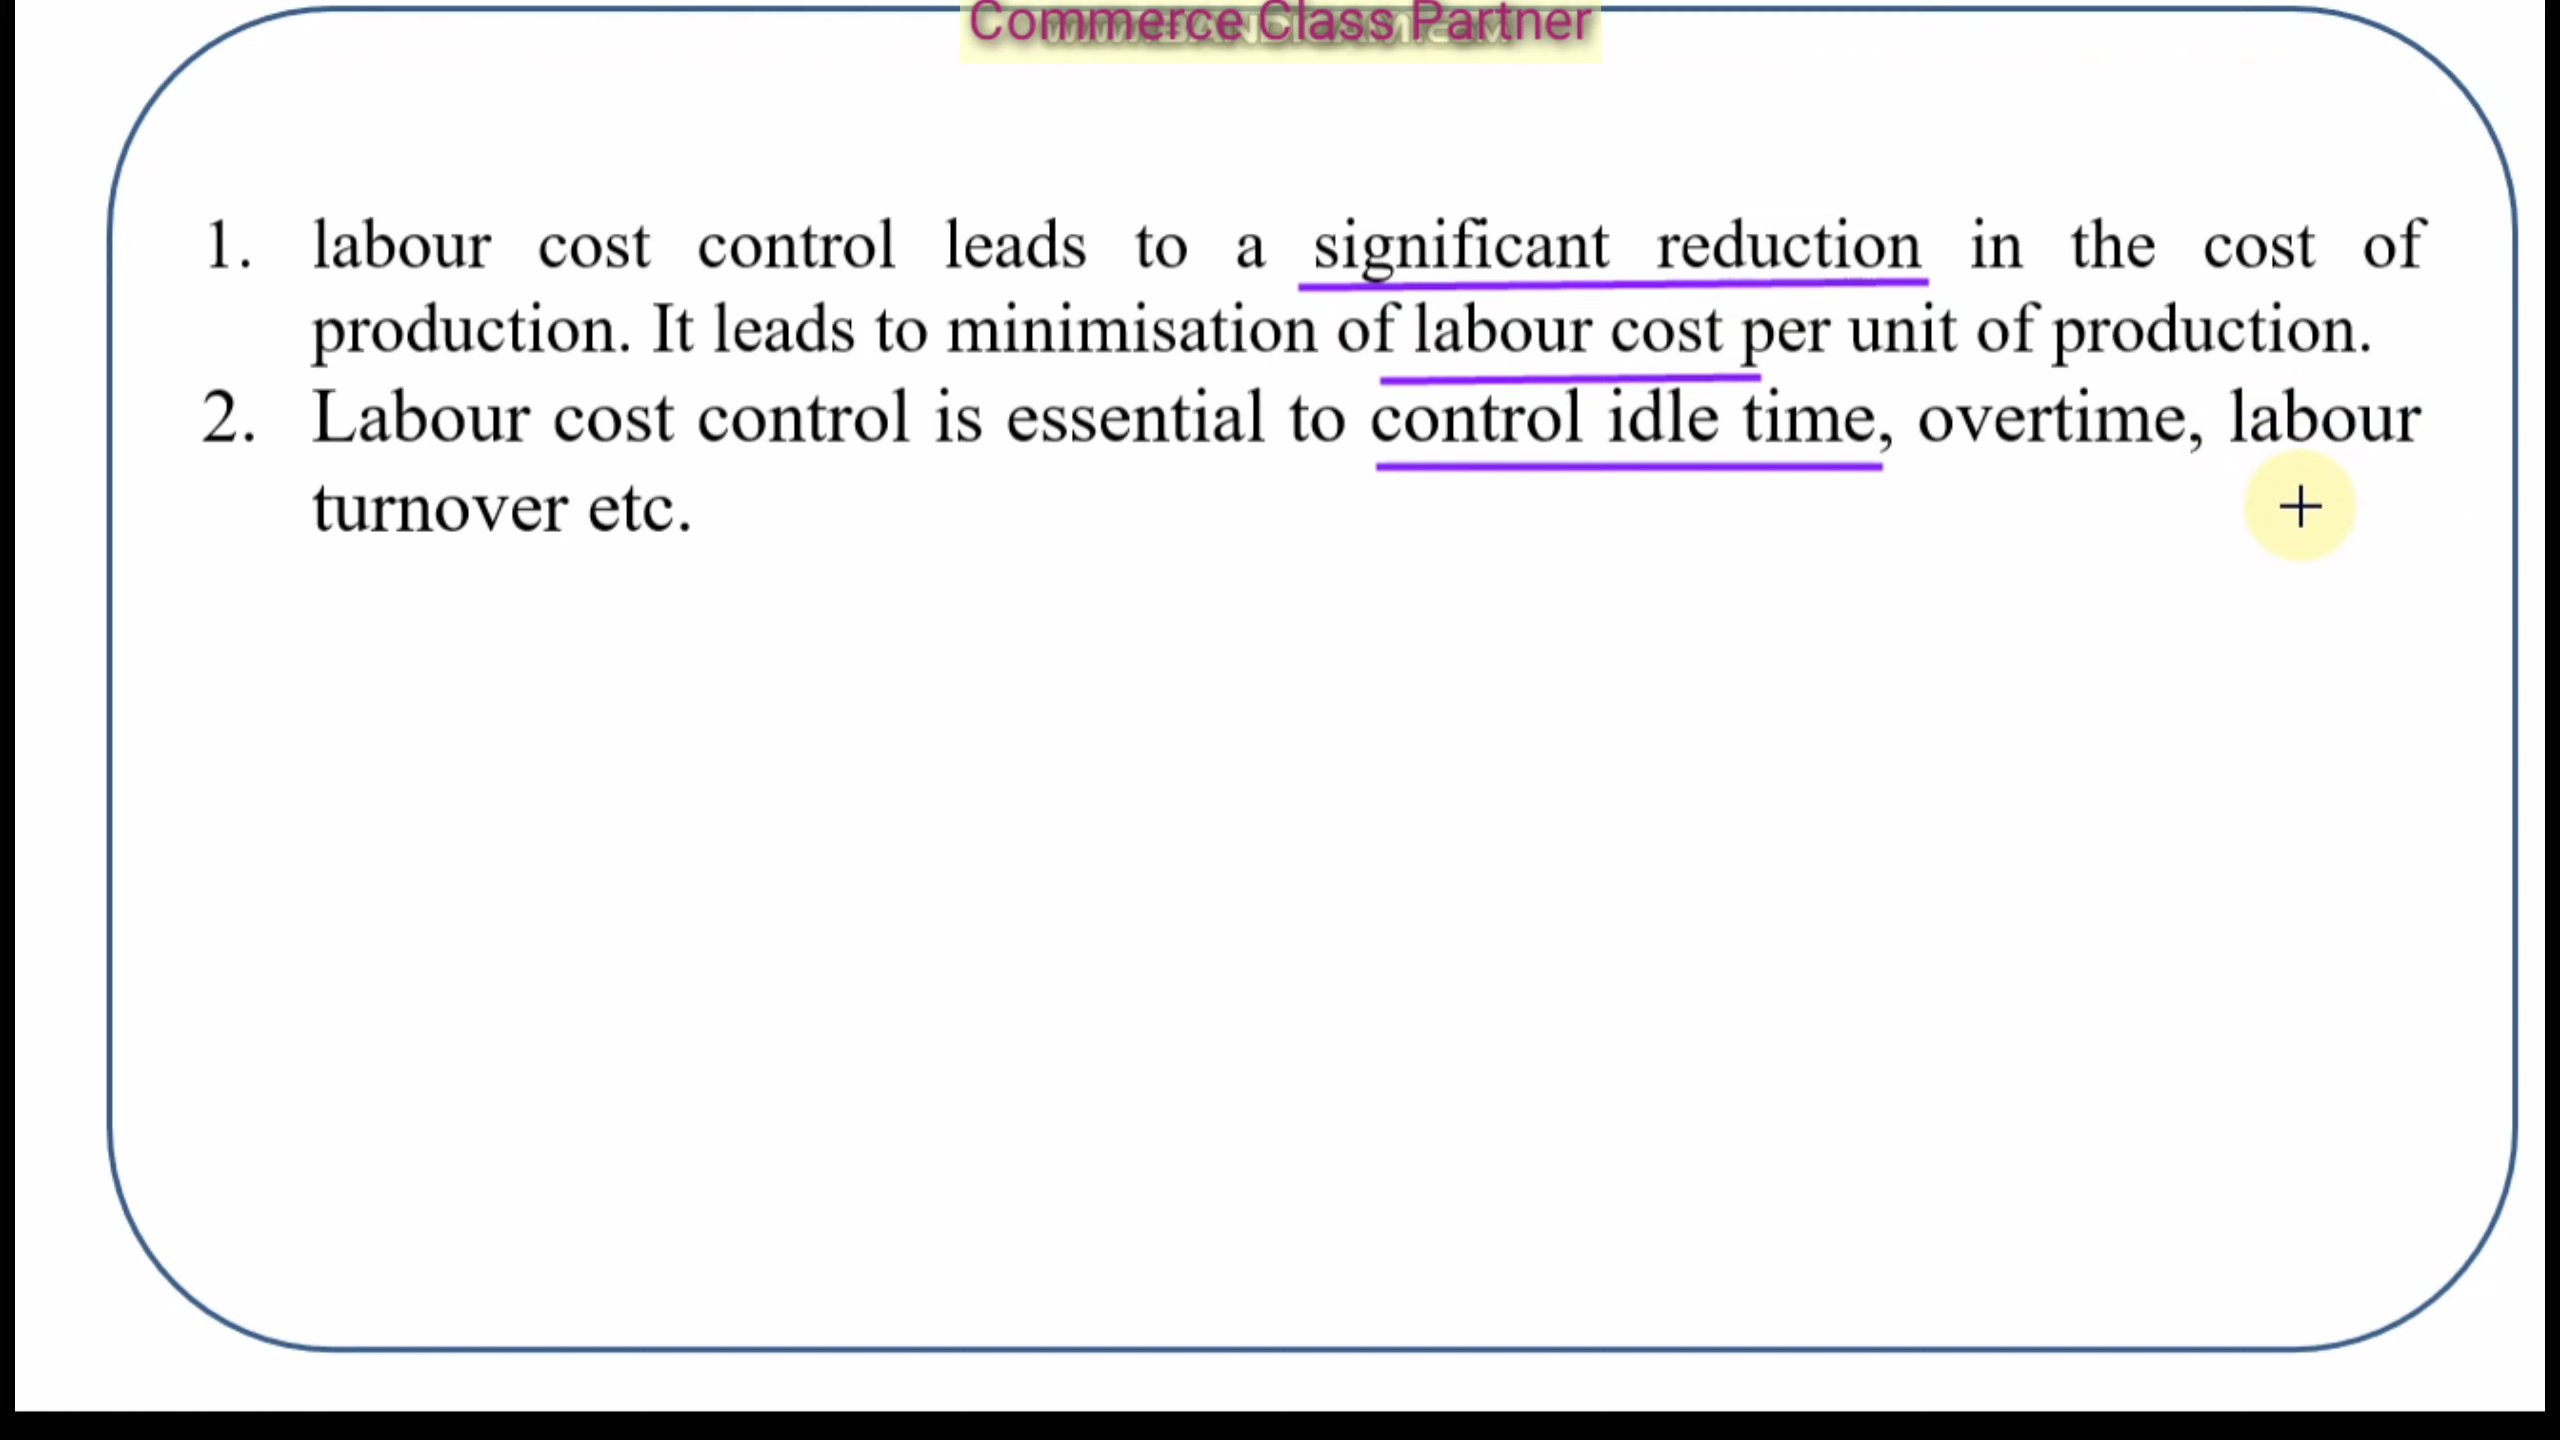 Commerce Class Partner
1. labour cost control leads to a significant reduction in the cost of
production. It leads to minimisation of labour cost per unit of production.
2. Labour cost control is essential to control idle time, overtime, labour
turnover etc.